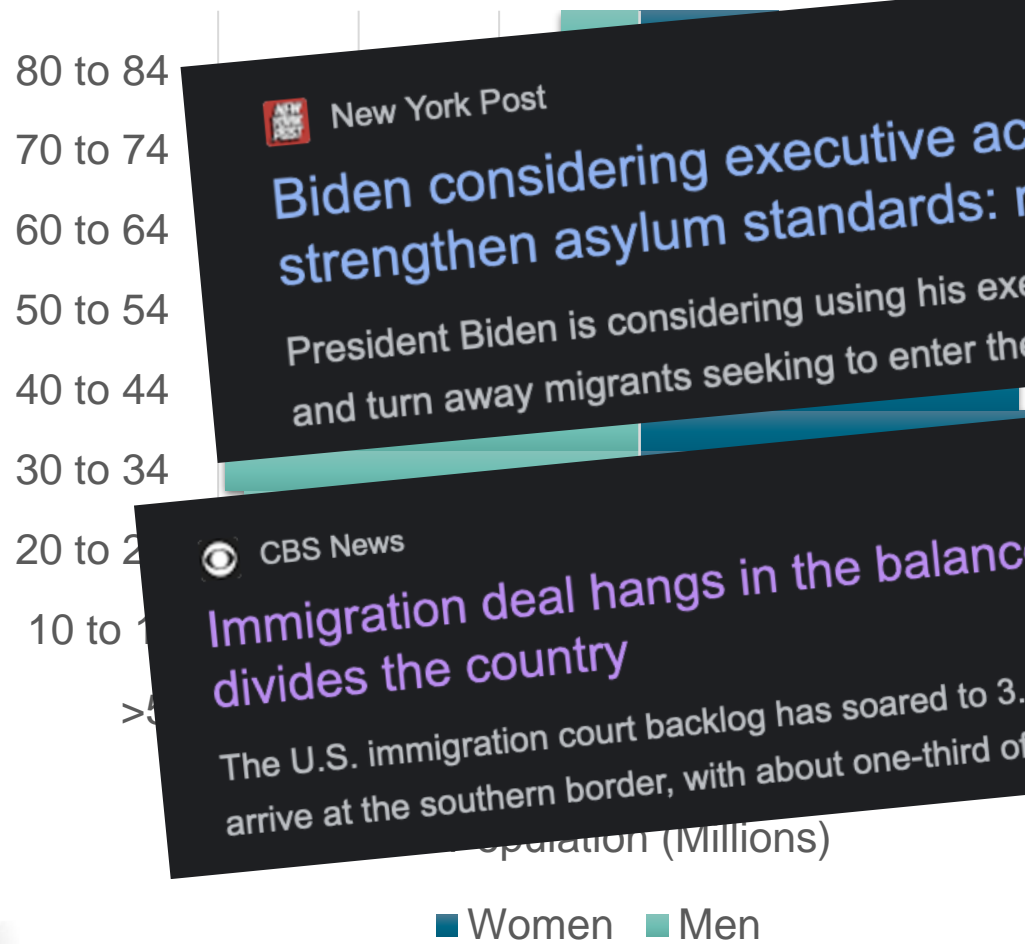 80 to 84
70 to 74
60 to 64
50 to 54
40 to 44
30 to 34
20 to 2
10 to 1
>5
New York Post
Biden considering executive ac
strengthen asylum standards: r
President Biden is considering using his exe
and turn away migrants seeking to enter the
CBS News
Immigration deal hangs in the balanc
divides the country
The U.S. immigration court backlog has soared to 3.
arrive at the southern border, with about one-third of
Population (Millions)
Women Men